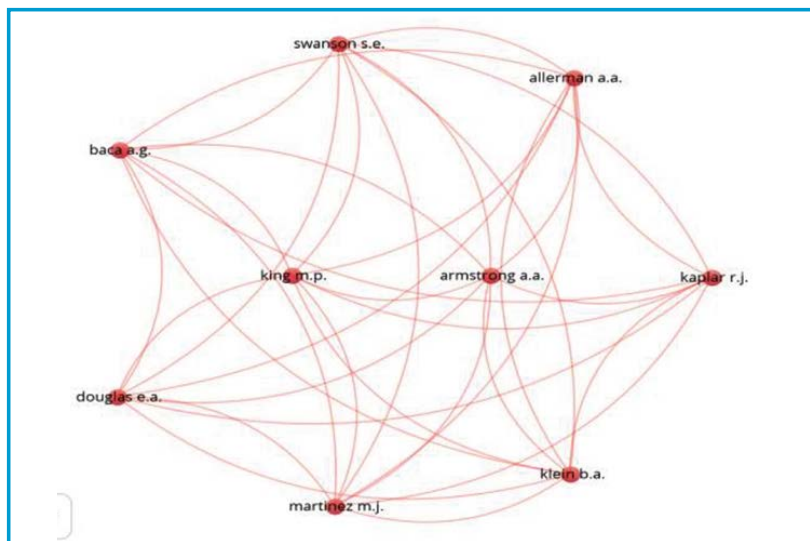 swanson s.e.
allerman a.a.
baca a.g.
king m.p.
armstrong a.a.
kaplar r.j.
douglas e.a.
klein b.a.
martinez m.j.